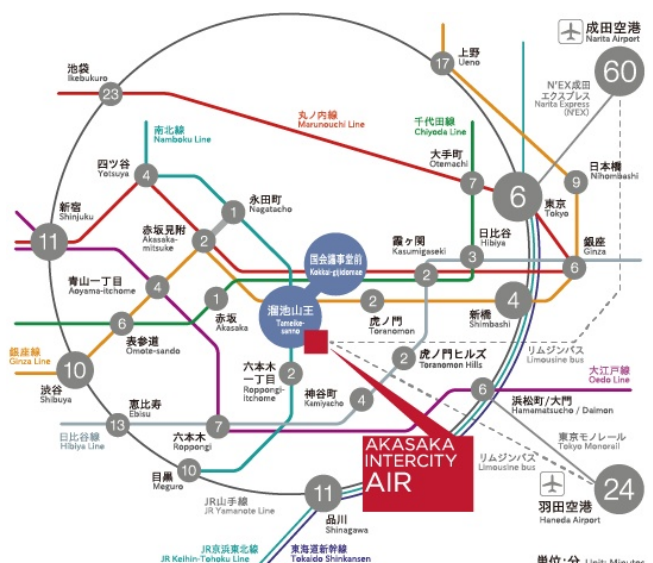 成田空港
Narita Airport
上野
Ueno
17
60
池袋
Ikebukuro
23
N'EX成田
エクスプレス
Narita Express
(N'EX)
丸ノ内線
Marunouchi Line
千代田線
Chiyoda Line
南北線
Namboku Line
大手町
Otemachi
四ツ谷
Yotsuya
4
7
6
日本橋
Nihombashi
9
永田町
Nagatacho
1
新宿
Shinjuku
11
東京
Tokyo
赤坂見附
Akasaka-
mitsuke
2
日比谷
Hibiya
3
国会議事堂前
Kokkai-gijidomae
霞ヶ関
Kasumigaseki
2
銀座
Ginza
6
青山一丁目
Aoyama-itchome
4
1
赤坂
Akasaka
溜池山王
Tameike-
sanno
2
虎ノ門
Toranomon
新橋
Shimbashi
4
6
表参道
Omote-sando
銀座線
Ginza Line
10
渋谷
Shibuya
六本木
一丁目
Roppongi-
itchome
2
2
虎ノ門ヒルズ
Toranomon Hills
リムジンバス
Limousine bus
大江戸線
Oedo Line
神谷町
Kamiyacho
4
6
浜松町/大門
Hamamatsucho / Daimon
恵比寿
Ebisu
13
日比谷線
Hibiya Line
7
六本木
Roppongi
AKASAKA
INTERCITY
AIR
東京モノレール
Tokyo Monorail
リムジンバス
Limousine bus
目黒
Meguro
10
24
羽田空港
Haneda Airport
JR山手線
JR Yamanote Line
11
品川
Shinagawa
JR京浜東北線
JR Keihin-Tohoku Line
東海道新幹線
Tokaido Shinkansen
単位:分 Unit: Minutes